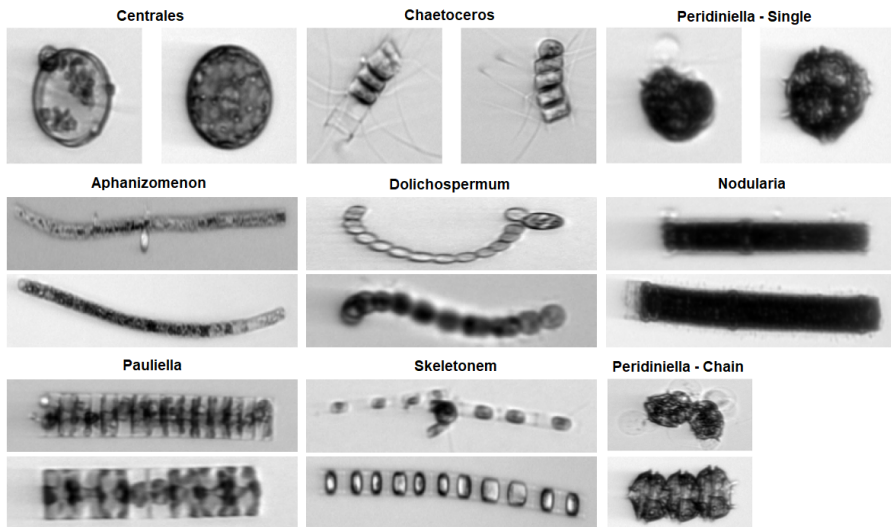 Centrales
Chaetoceros
Peridiniella - Single
Aphanizomenon
Dolichospermum
Nodularia
Pauliella
Skeletonem
Peridiniella - Chain